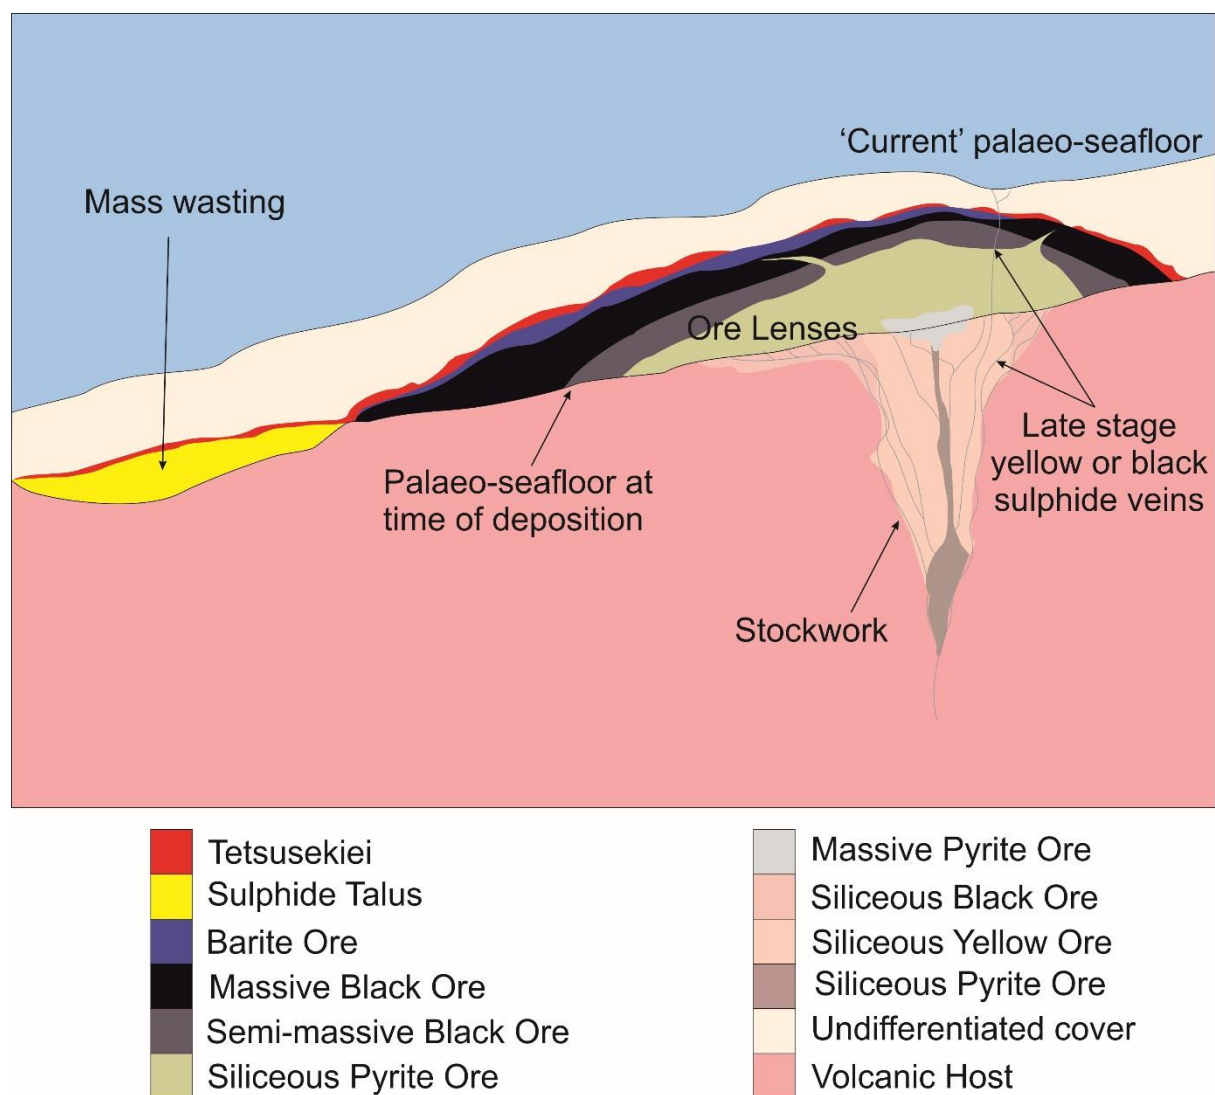 ‘Current’ palaeo-seafloor
Mass wasting
Ore Lenses
Palaeo-seafloor at
time of deposition
Late stage
yellow or black
sulphide veins
Stockwork
Tetsusekiei
Sulphide Talus
Barite Ore
Massive Black Ore
Semi-massive Black Ore
Siliceous Pyrite Ore
Massive Pyrite Ore
Siliceous Black Ore
Siliceous Yellow Ore
Siliceous Pyrite Ore
Undifferentiated cover
Volcanic Host